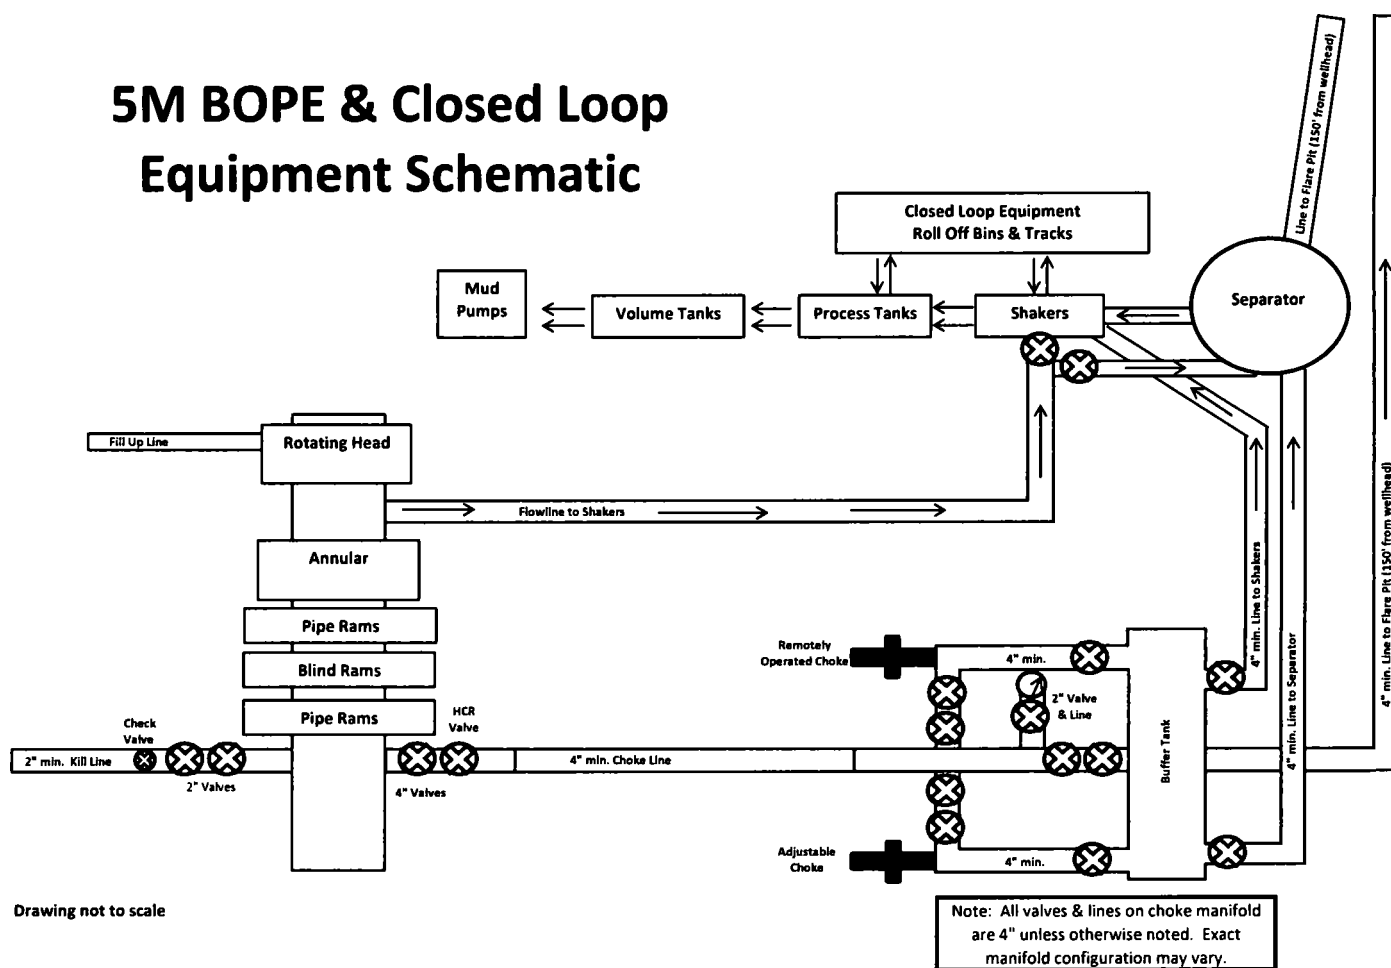 5M BOPE & Closed Loop
Equipment Schematic
Line to Flare Pit (150' from wellhead)
Closed Loop Equipment
Roll Off Bins & Tracks
Mud
Pumps
Volume Tanks
Process Tanks
Shakers
Separator
Fill Up Line
Rotating Head
Flowline to Shakers
Annular
Pipe Rams
Blind Rams
Pipe Rams
Check
Valve
HCR
Valve
2" min. Kill Line
2" Valves
4" Valves
4" min. Choke Line
Remotely
Operated Choke
4" min.
2" Valve
& Line
Adjustable
Choke
4" min.
Buffer Tank
4" min. Line to Shakers
4" min. Line to Separator
4" min. Line to Flare Pit (150' from wellhead)
Drawing not to scale
Note: All valves & lines on choke manifold
are 4" unless otherwise noted. Exact
manifold configuration may vary.